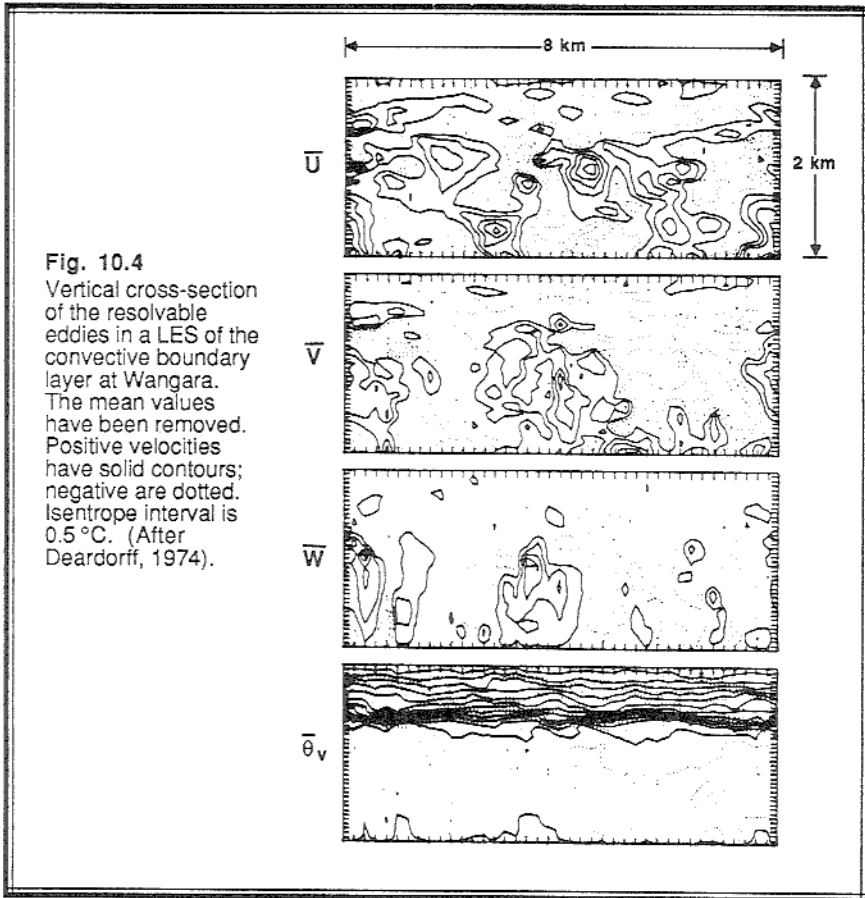 8 km
U̅
2 km
Fig. 10.4
Vertical cross-section
of the resolvable
eddies in a LES of the
convective boundary
layer at Wangara.
The mean values
have been removed.
Positive velocities
have solid contours;
negative are dotted.
Isentrope interval is
0.5 °C. (After
Deardorff, 1974).
V̅
W̅
θ̅v